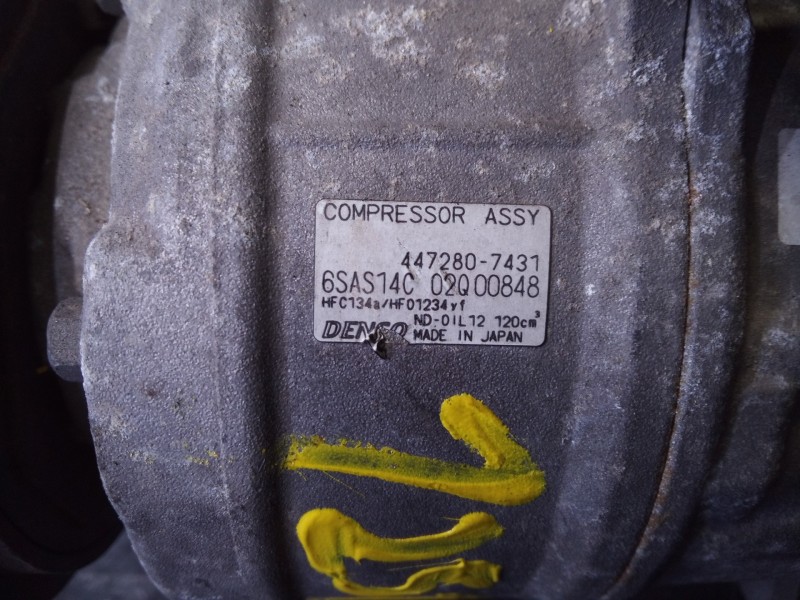 COMPRESSOR ASSY
447280-7431
6SAS14C 02Q00848
HFC134a/HFO1234yf
DENSO ND-OIL12 120cm³
MADE IN JAPAN